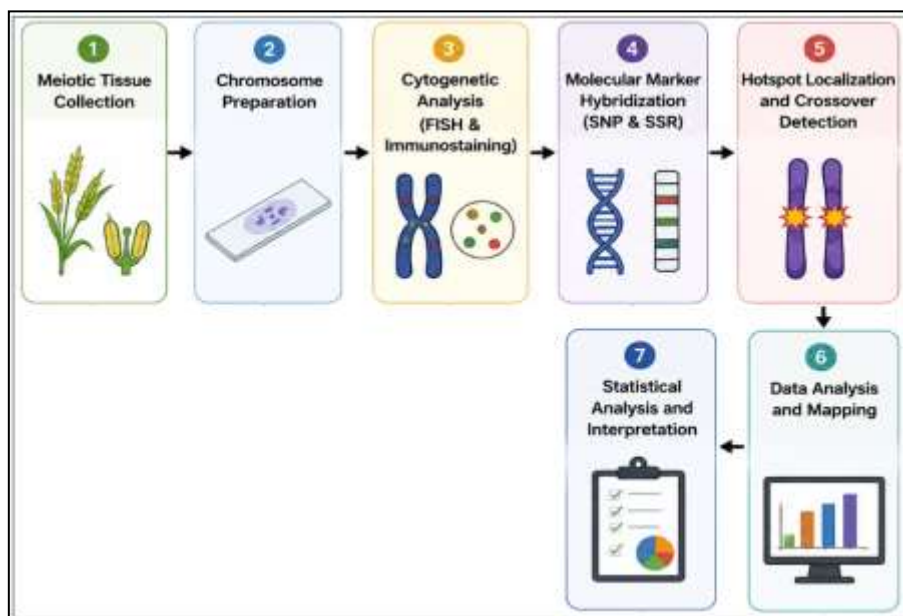 1
Meiotic Tissue
Collection
2
Chromosome
Preparation
3
Cytogenetic
Analysis
(FISH &
Immunostaining)
4
Molecular Marker
Hybridization
(SNP & SSR)
5
Hotspot Localization
and Crossover
Detection
6
Data Analysis
and Mapping
7
Statistical
Analysis and
Interpretation